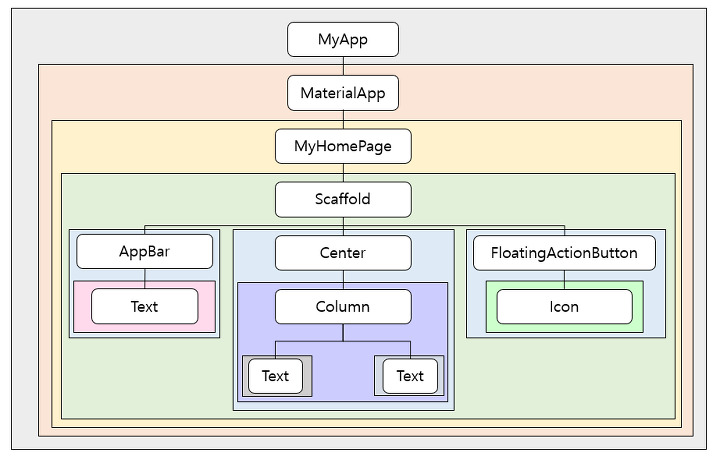 MyApp
MaterialApp
MyHomePage
Scaffold
AppBar
Center
FloatingActionButton
Text
Column
Icon
Text
Text